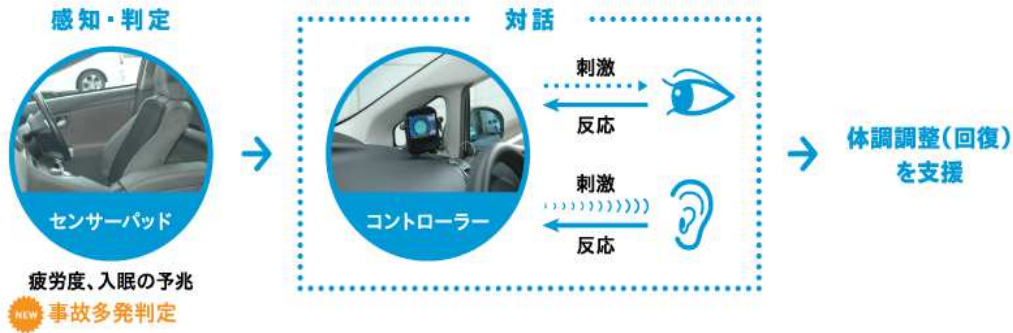 感知・判定
センサーパッド
疲労度、入眠の予兆
NEW 事故多発判定
対話
コントローラー
刺激
反応
刺激
反応
体調調整(回復)
を支援